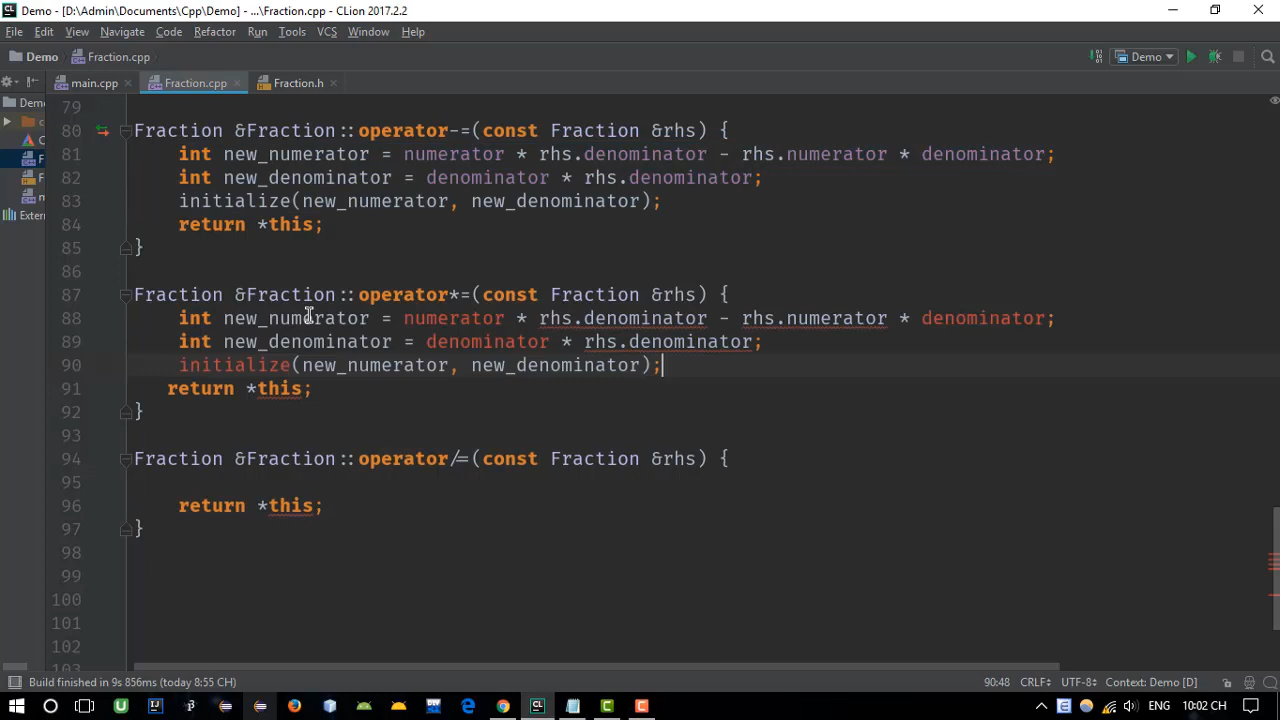 Demo - [D:\Admin\Documents\Cpp\Demo] - ...\Fraction.cpp - CLion 2017.2.2
File Edit View Navigate Code Refactor Run Tools VCS Window Help
Demo Fraction.cpp Demo
main.cpp Fraction.cpp Fraction.h
Demo
Extern
79
80 Fraction &Fraction::operator-=(const Fraction &rhs) {
81 int new_numerator = numerator * rhs.denominator - rhs.numerator * denominator;
82 int new_denominator = denominator * rhs.denominator;
83 initialize(new_numerator, new_denominator);
84 return *this;
85 }
86
87 Fraction &Fraction::operator*=(const Fraction &rhs) {
88 int new_numerator = numerator * rhs.denominator - rhs.numerator * denominator;
89 int new_denominator = denominator * rhs.denominator;
90 initialize(new_numerator, new_denominator);
91 return *this;
92 }
93
94 Fraction &Fraction::operator/=(const Fraction &rhs) {
95
96 return *this;
97 }
98
99
100
101
102
103
Build finished in 9s 856ms (today 8:55 CH) 90:48 CRLF÷ UTF-8÷ Context: Demo [D]
ENG 10:02 CH